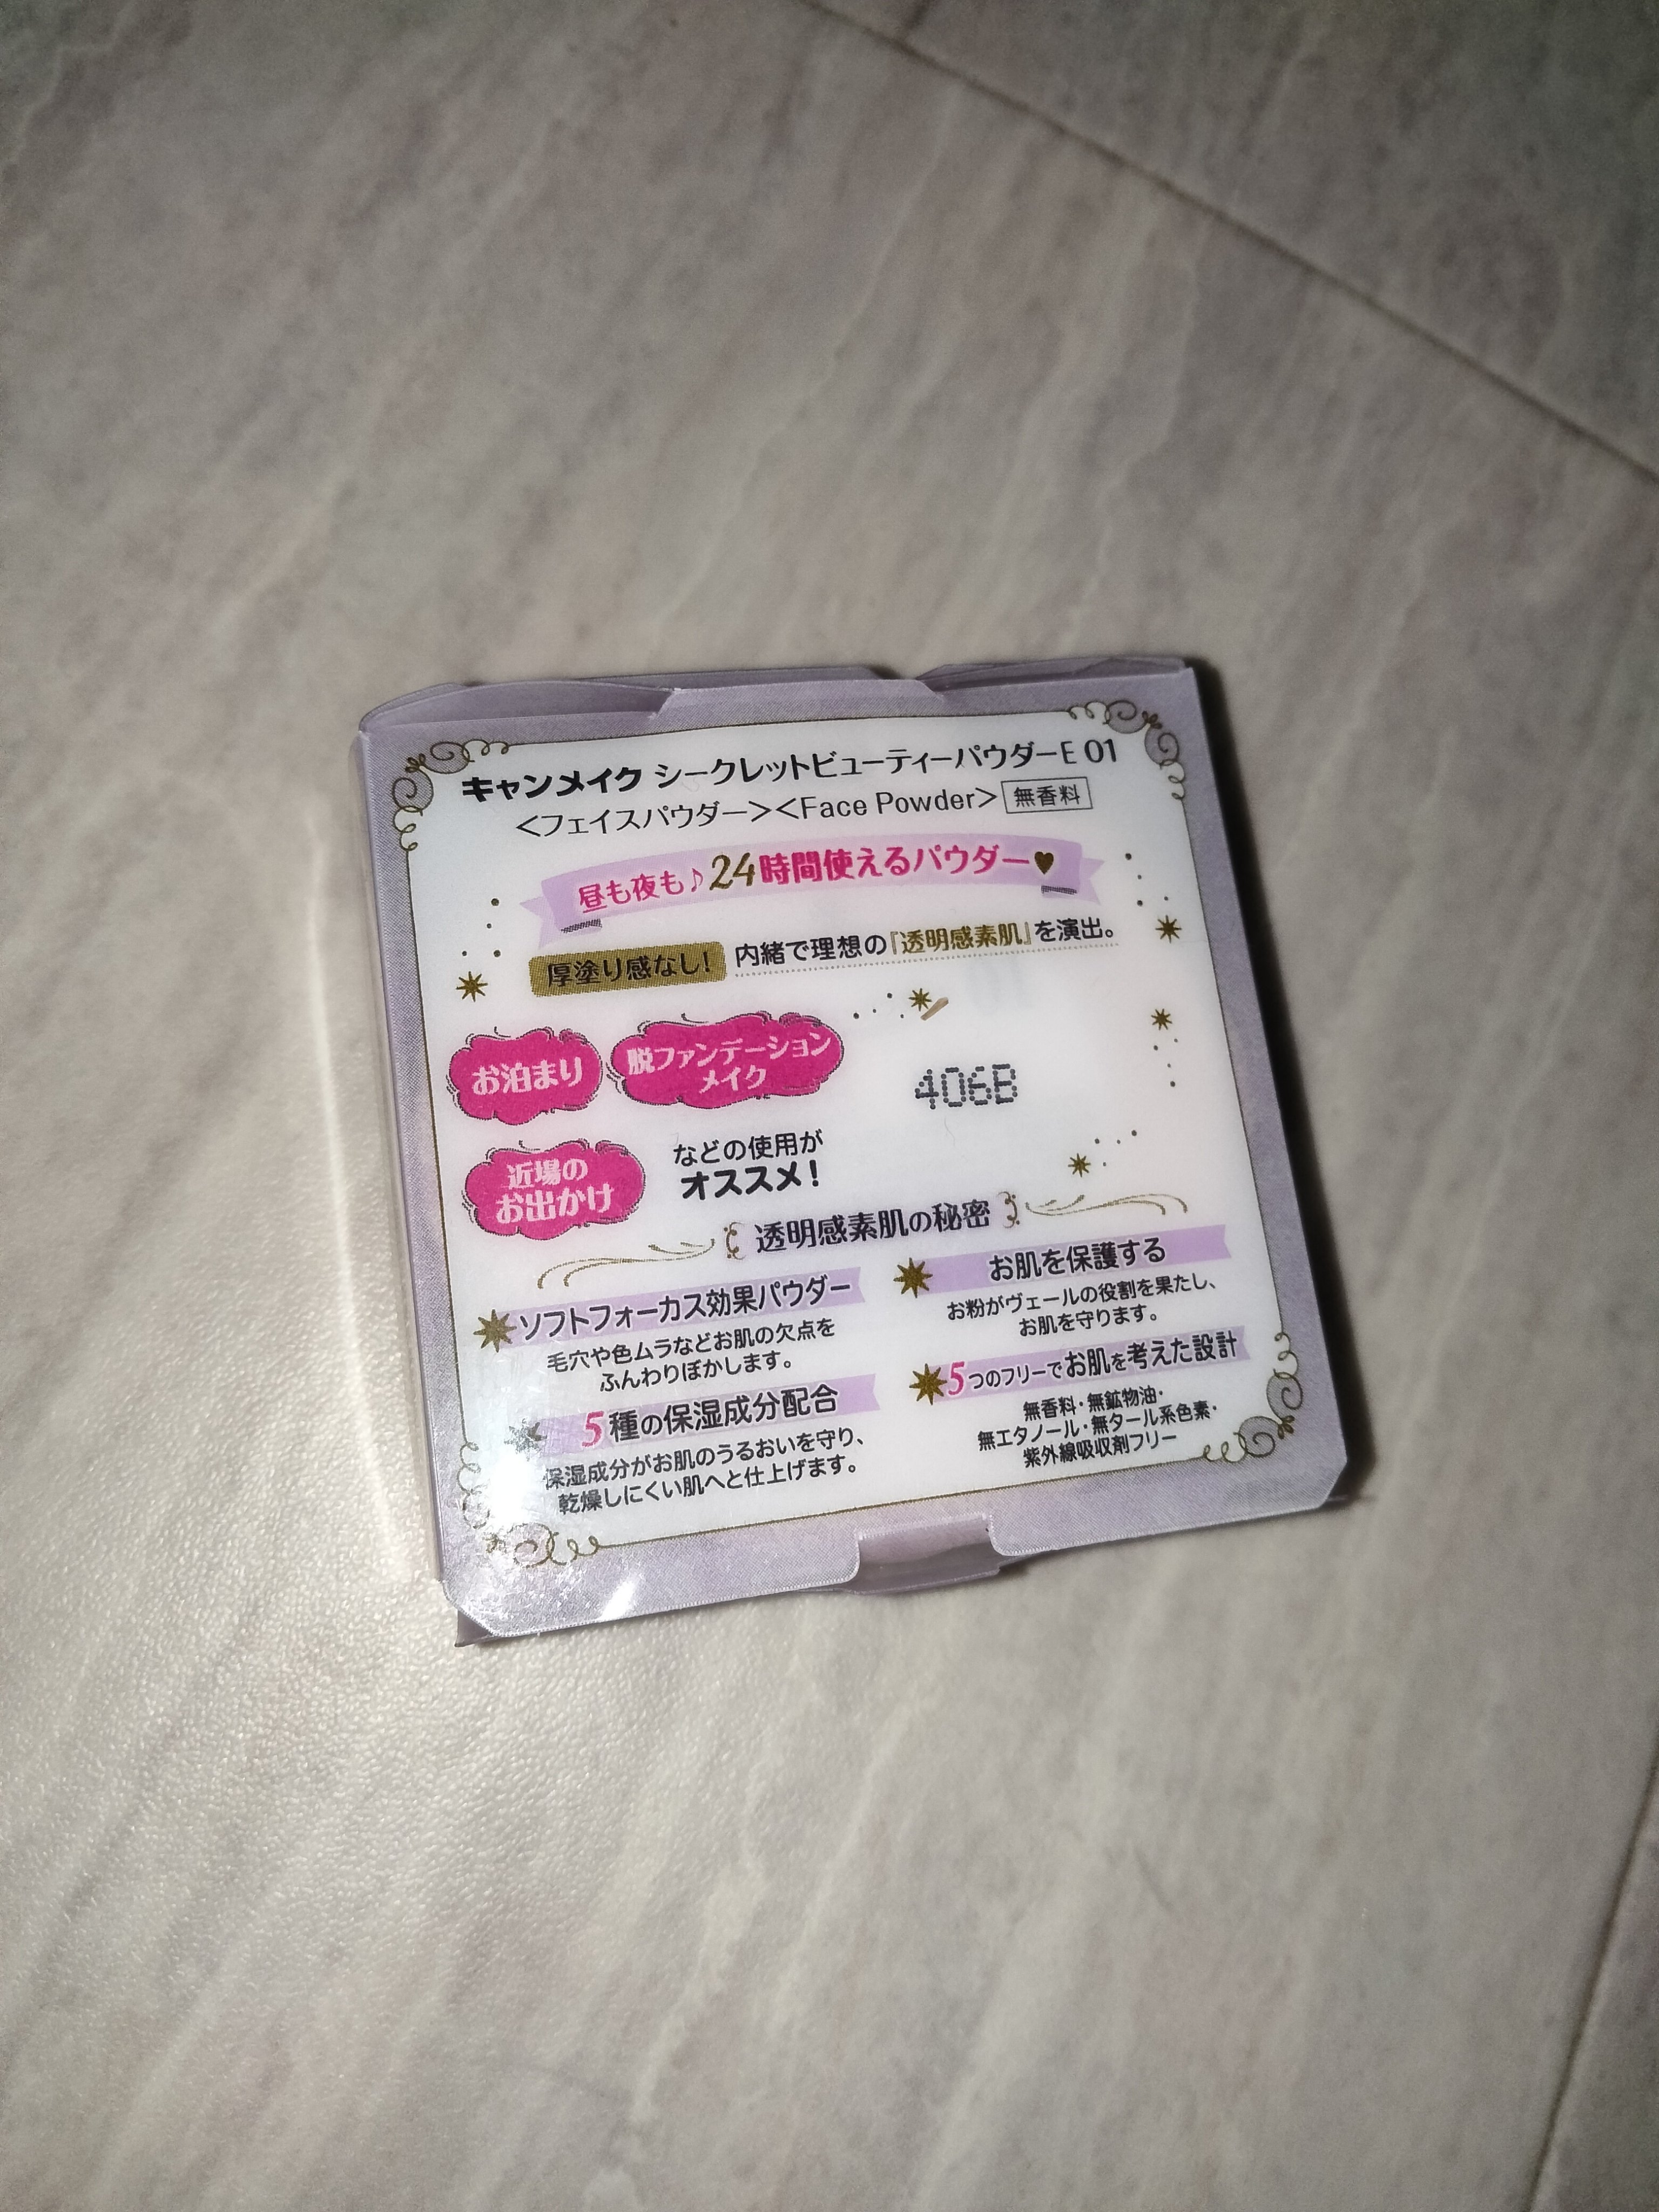 キャンメイク シークレットビューティーパウダーE 01
<フェイスパウダー><Face Powder> 無香料
昼も夜も♪24時間使えるパウダー♥
厚塗り感なし! 内緒で理想の『透明感素肌』を演出。
お泊まり
脱ファンデーション
メイク
近場の
お出かけ
などの使用が
オススメ!
406B
透明感素肌の秘密
ソフトフォーカス効果パウダー
毛穴や色ムラなどお肌の欠点を
ふんわりぼかします。
お肌を保護する
お粉がヴェールの役割を果たし、
お肌を守ります。
5種の保湿成分配合
保湿成分がお肌のうるおいを守り、
乾燥しにくい肌へと仕上げます。
5つのフリーでお肌を考えた設計
無香料・無鉱物油・
無エタノール・無タール系色素・
紫外線吸収剤フリー